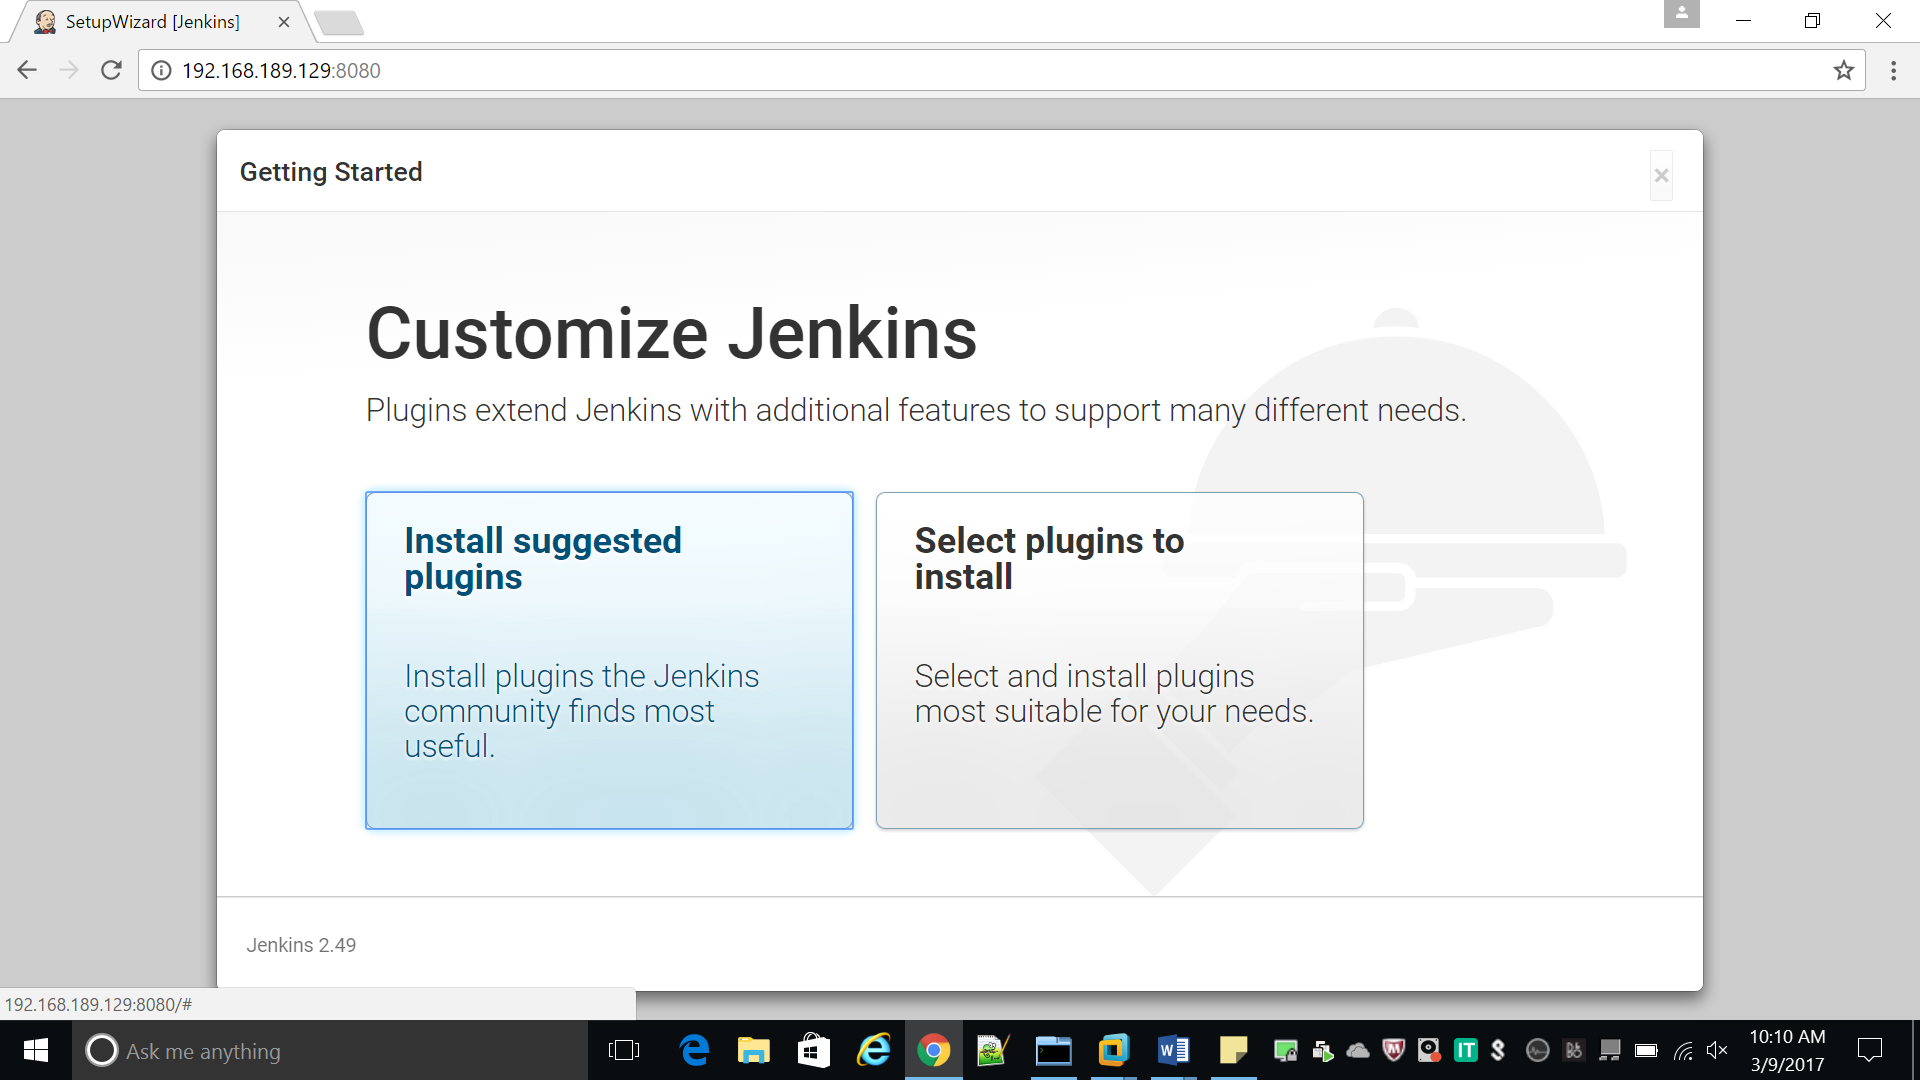 SetupWizard [Jenkins]
192.168.189.129:8080
Getting Started
Customize Jenkins
Plugins extend Jenkins with additional features to support many different needs.
Install suggested
plugins
Install plugins the Jenkins
community finds most
useful.
Select plugins to
install
Select and install plugins
most suitable for your needs.
Jenkins 2.49
192.168.189.129:8080/#
Ask me anything
IT
10:10 AM
3/9/2017